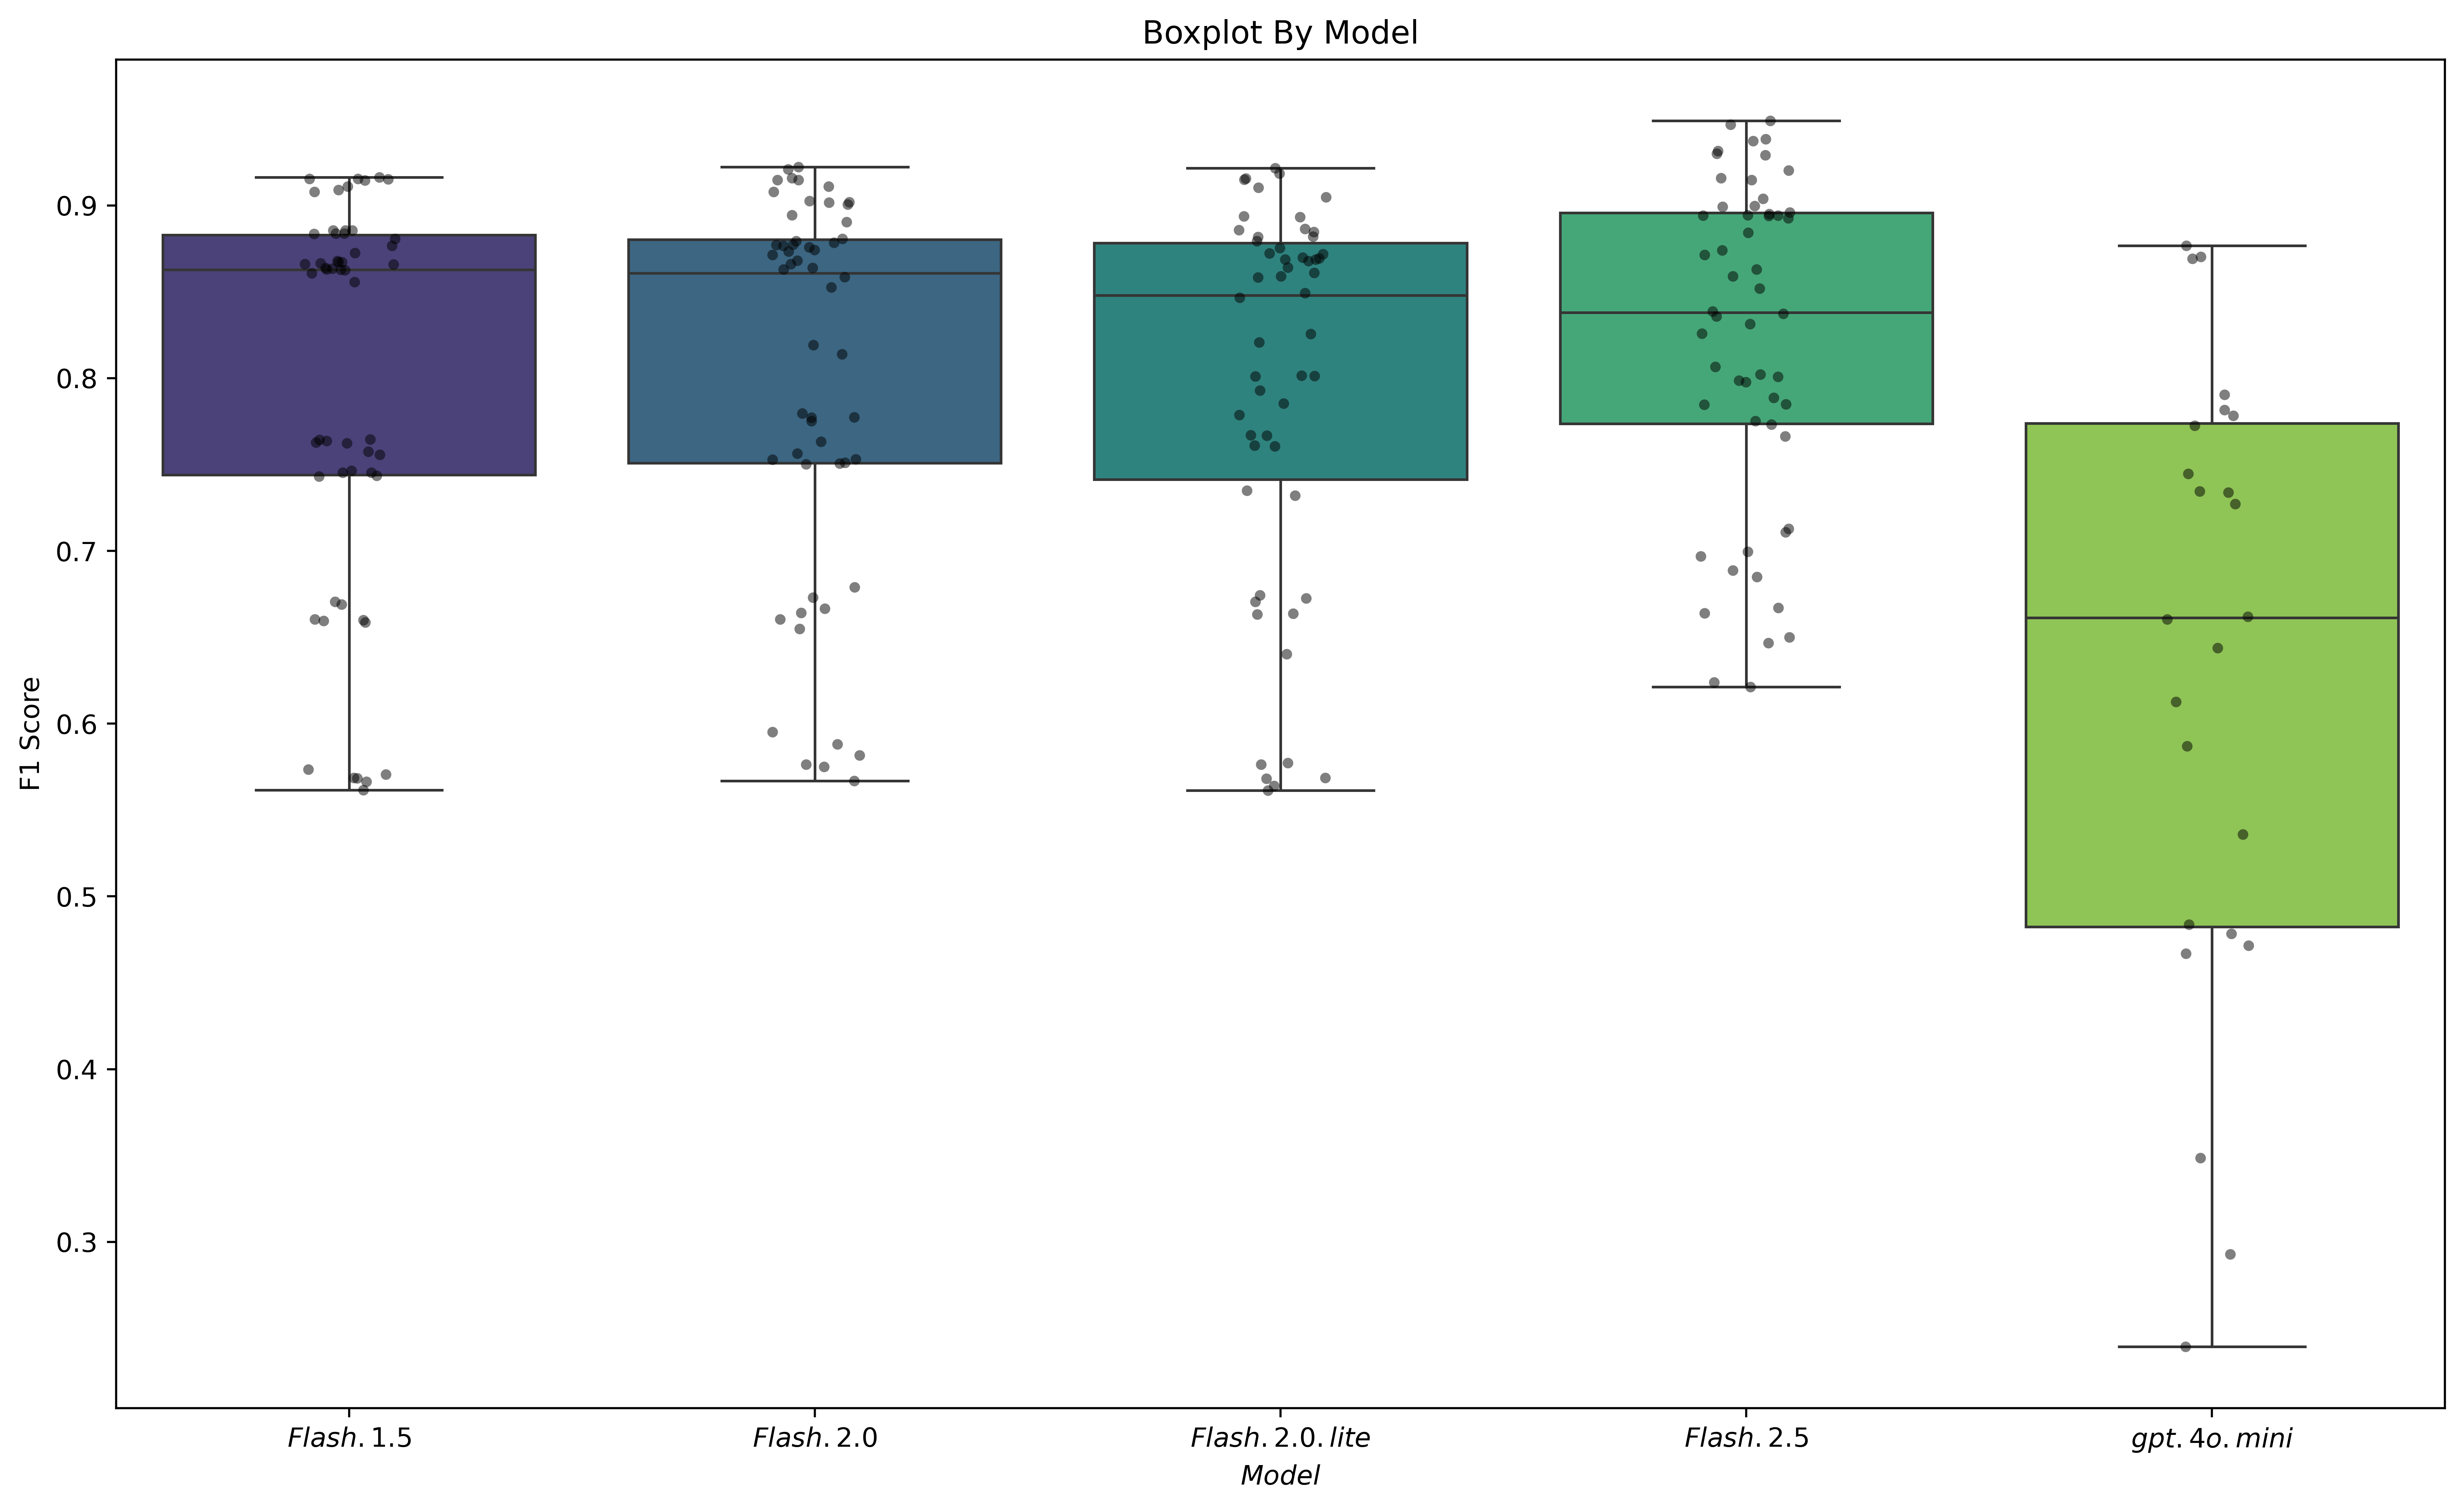 Boxplot By Model
F1 Score
0.9
0.8
0.7
0.6
0.5
0.4
0.3
Flash.1.5
Flash.2.0
Flash.2.0.lite
Flash.2.5
gpt.4o.mini
Model